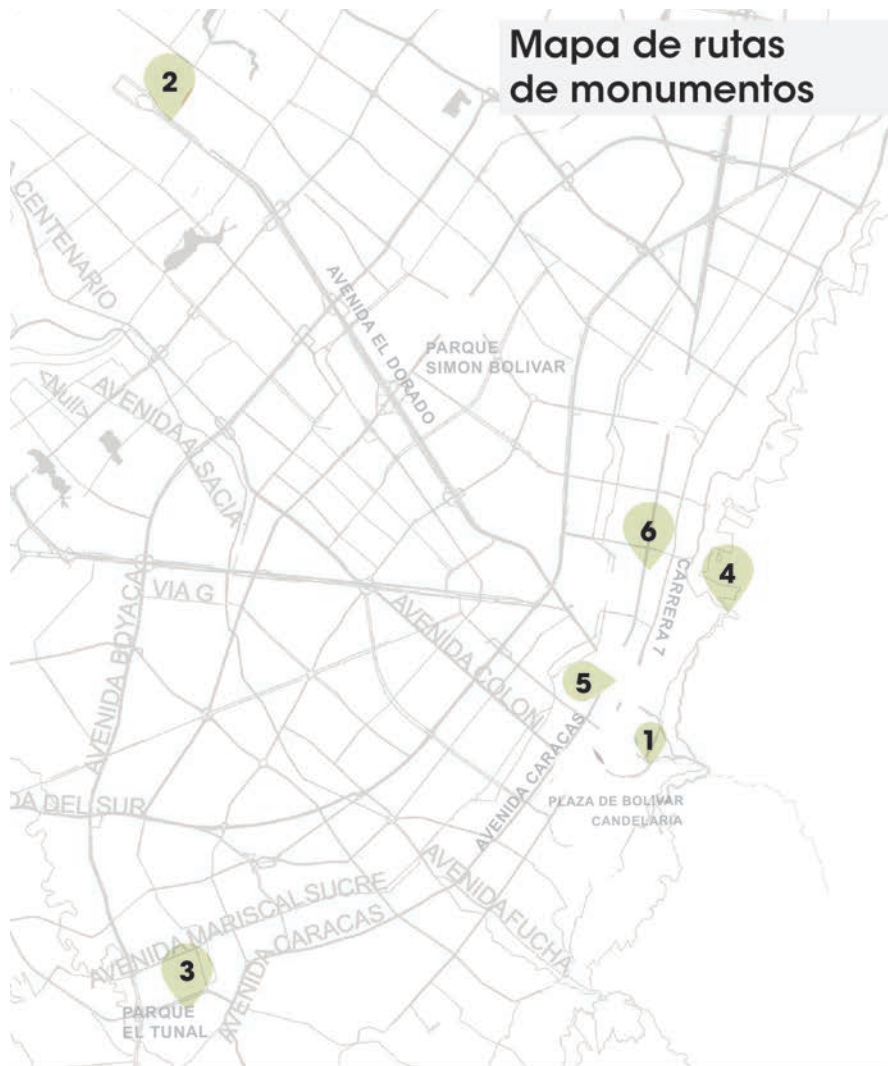 Mapa de rutas
de monumentos
2
CENTENARIO
AVENIDA EL DORADO
PARQUE
SIMON BOLIVAR
<Null>
AVENIDA ALSACIA
6
4
CARRERA 7
VIA G
AVENIDA BOYACA
AVENIDA COLON
5
1
AVENIDA CARACAS
PLAZA DE BOLIVAR
CANDELARIA
DA DEL SUR
AVENIDA MARISCAL SUCRE
AVENIDA FUCHA
AVENIDA CARACAS
3
PARQUE
EL TUNAL